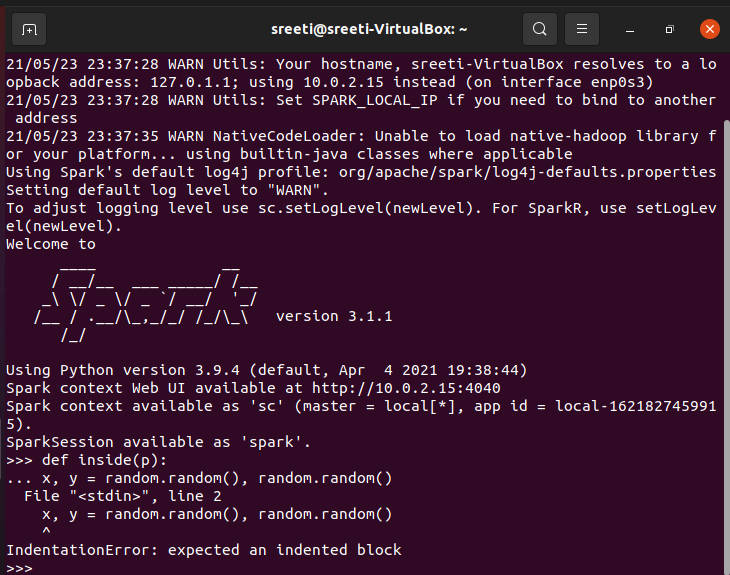 sreeti@sreeti-VirtualBox: ~
21/05/23 23:37:28 WARN Utils: Your hostname, sreeti-VirtualBox resolves to a lo
opback address: 127.0.1.1; using 10.0.2.15 instead (on interface enp0s3)
21/05/23 23:37:28 WARN Utils: Set SPARK_LOCAL_IP if you need to bind to another
 address
21/05/23 23:37:35 WARN NativeCodeLoader: Unable to load native-hadoop library f
or your platform... using builtin-java classes where applicable
Using Spark's default log4j profile: org/apache/spark/log4j-defaults.properties
Setting default log level to "WARN".
To adjust logging level use sc.setLogLevel(newLevel). For SparkR, use setLogLev
el(newLevel).
Welcome to
      ____              __
     / __/__  ___ _____/ /__
    _\ \/ _ \/ _ `/ __/  '_/
   /__ / .__/\_,_/_/ /_/\_\   version 3.1.1
      /_/
Using Python version 3.9.4 (default, Apr  4 2021 19:38:44)
Spark context Web UI available at http://10.0.2.15:4040
Spark context available as 'sc' (master = local[*], app id = local-162182745991
5).
SparkSession available as 'spark'.
>>> def inside(p):
... x, y = random.random(), random.random()
  File "<stdin>", line 2
    x, y = random.random(), random.random()
    ^
IndentationError: expected an indented block
>>>